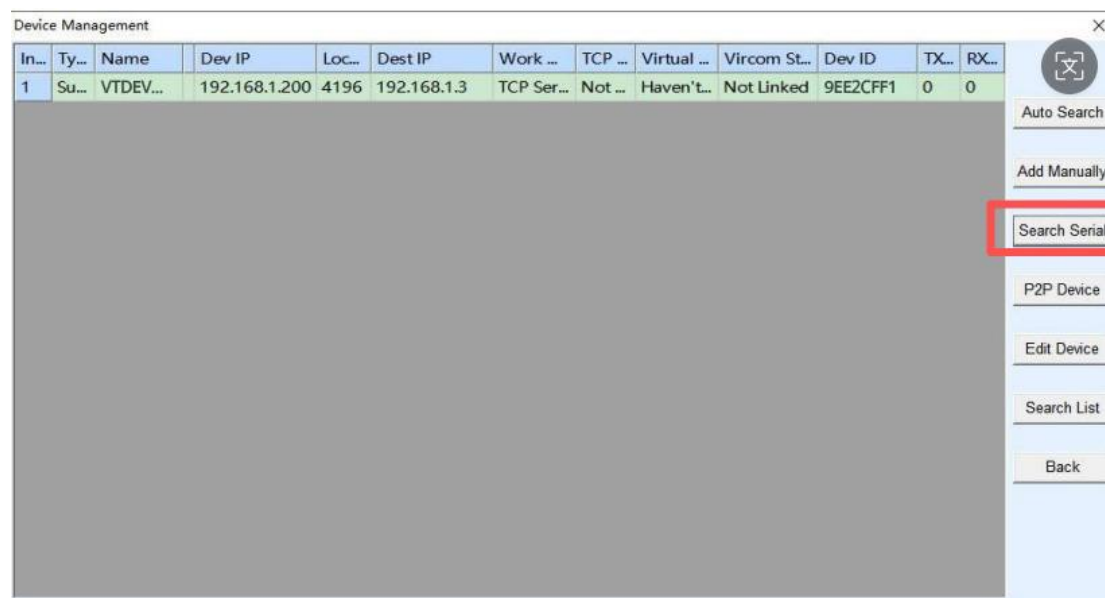 Device Management
In... Ty... Name Dev IP Loc... Dest IP Work ... TCP ... Virtual ... Vircom St... Dev ID TX... RX...
1 Su... VTDEV... 192.168.1.200 4196 192.168.1.3 TCP Ser... Not ... Haven't... Not Linked 9EE2CFF1 0 0
文
Auto Search
Add Manually
Search Serial
P2P Device
Edit Device
Search List
Back